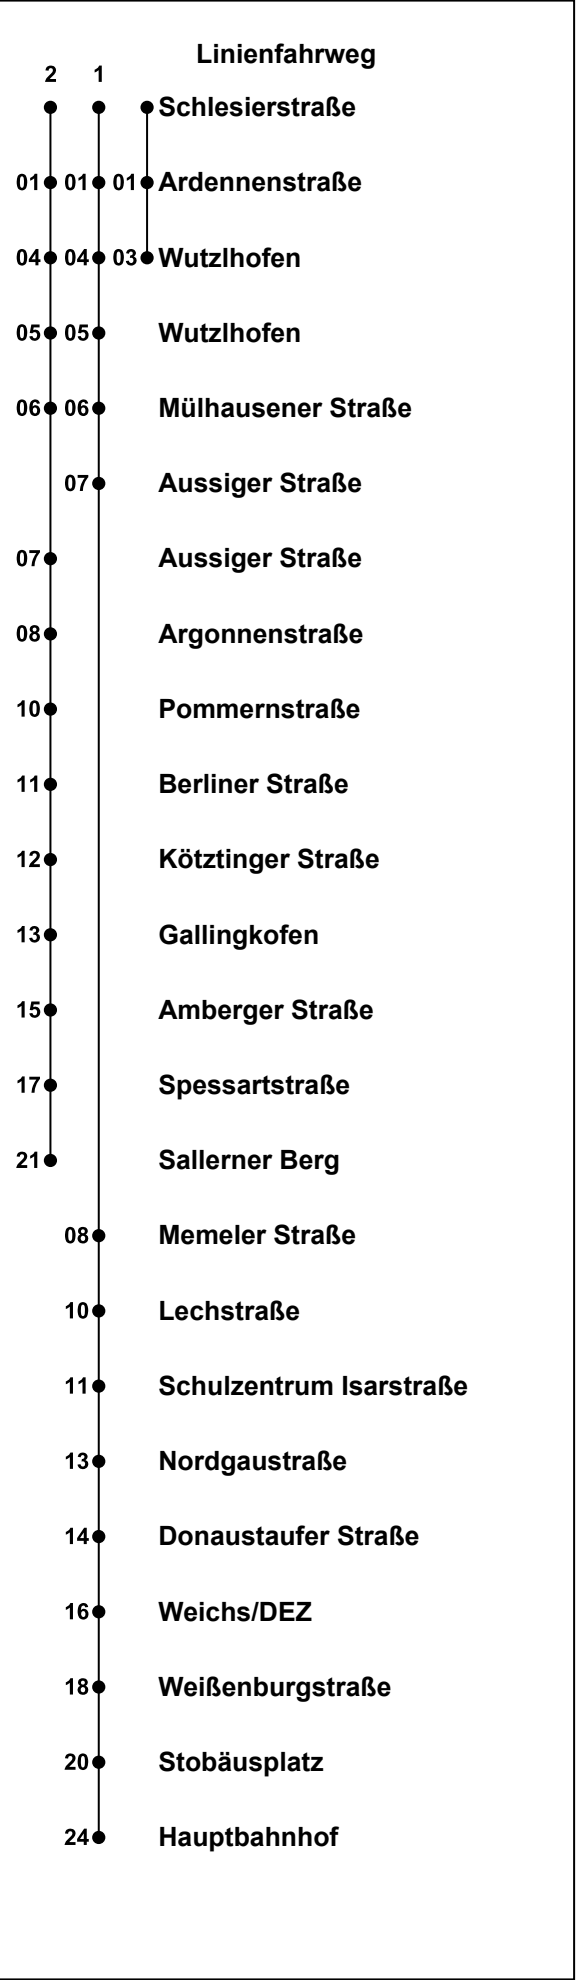 Linienfahrweg
2 1
Schlesierstraße
01 01 01 Ardennenstraße
04 04 03 Wutzlhofen
05 05 Wutzlhofen
06 06 Mülhausener Straße
07 Aussiger Straße
07 Aussiger Straße
08 Argonnenstraße
10 Pommernstraße
11 Berliner Straße
12 Kötztinger Straße
13 Gallingkofen
15 Amberger Straße
17 Spessartstraße
21 Sallerner Berg
08 Memeler Straße
10 Lechstraße
11 Schulzentrum Isarstraße
13 Nordgaustraße
14 Donaustaufer Straße
16 Weichs/DEZ
18 Weißenburgstraße
20 Stobäusplatz
24 Hauptbahnhof